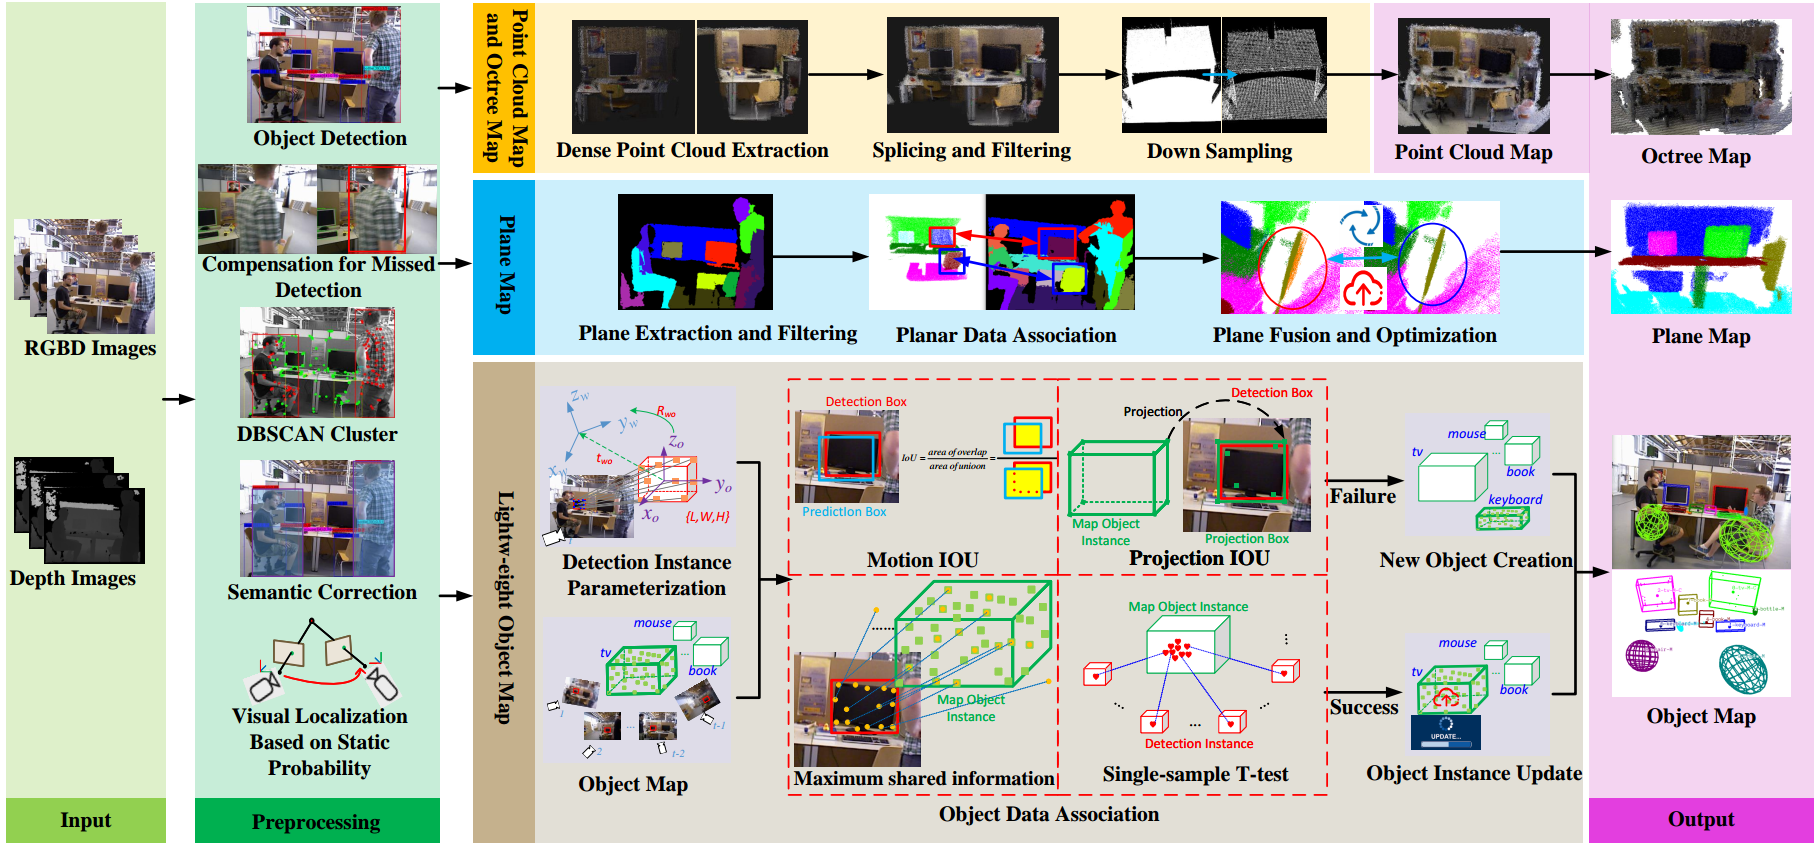 RGBD Images
Depth Images
Input
Object Detection
Compensation for Missed
Detection
DBSCAN Cluster
Semantic Correction
Visual Localization
Based on Static
Probability
Preprocessing
Point Cloud Map
and Octree Map
Dense Point Cloud Extraction
Splicing and Filtering
Down Sampling
Point Cloud Map
Octree Map
Plane Map
Plane Extraction and Filtering
Planar Data Association
Plane Fusion and Optimization
Plane Map
Lightw-eight Object Map
z_w
y_w
x_w
R_wo
t_wo
z_o
y_o
x_o
{L,W,H}
Detection Instance
Parameterization
mouse
tv
...
book
1
2
...
t-2
t-1
Object Map
Detection Box
PredictIon Box
IoU = area of overlap / area of unioon =
Motion IOU
Projection
Detection Box
Map Object
Instance
Projection Box
Projection IOU
......
Map Object
Instance
Maximum shared information
Map Object Instance
...
Detection Instance
Single-sample T-test
Object Data Association
Failure
Success
mouse
tv
...
book
keyboard
New Object Creation
mouse
tv
...
book
UPDATE...
Object Instance Update
Object Map
Output